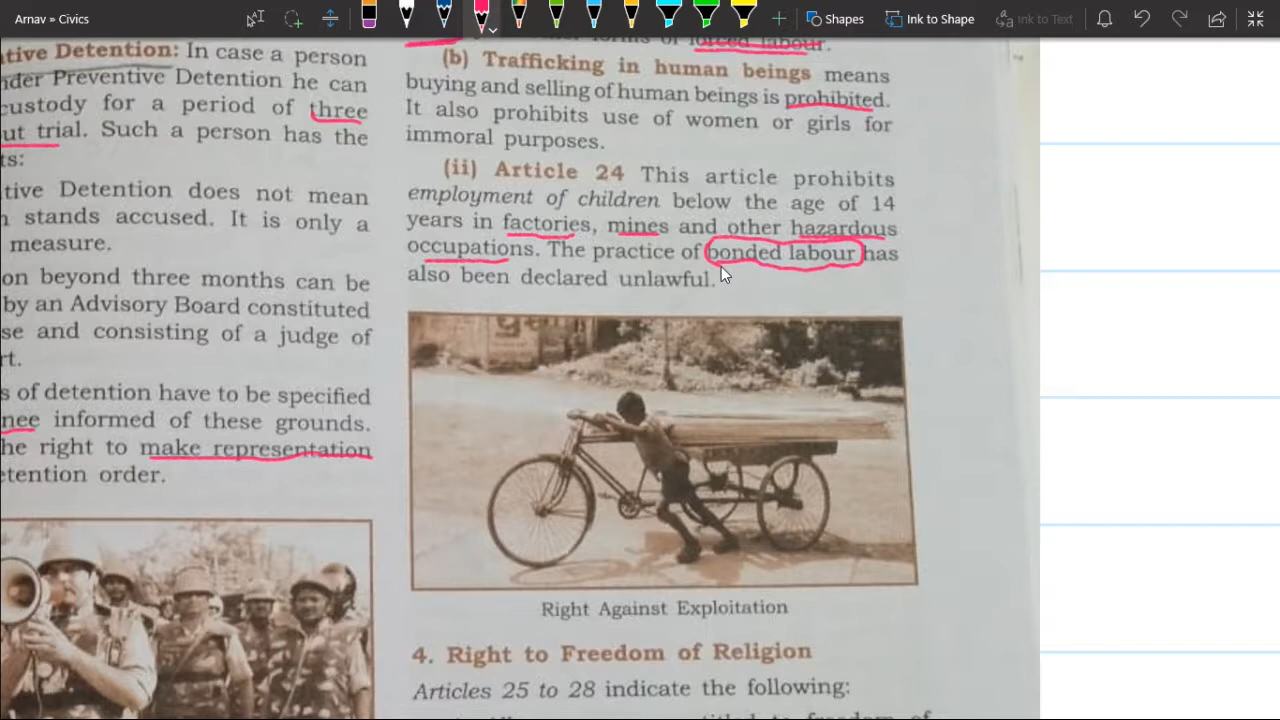 Arnav » Civics
Shapes
Ink to Shape
Ink to Text
tive Detention: In case a person
nder Preventive Detention he can
custody for a period of three
ut trial. Such a person has the
ts:
tive Detention does not mean
n stands accused. It is only a
measure.
on beyond three months can be
by an Advisory Board constituted
se and consisting of a judge of
rt.
s of detention have to be specified
nee informed of these grounds.
he right to make representation
etention order.
forced labour.
(b) Trafficking in human beings means
buying and selling of human beings is prohibited.
It also prohibits use of women or girls for
immoral purposes.
(ii) Article 24 This article prohibits
employment of children below the age of 14
years in factories, mines and other hazardous
occupations. The practice of bonded labour has
also been declared unlawful.
Right Against Exploitation
4. Right to Freedom of Religion
Articles 25 to 28 indicate the following: